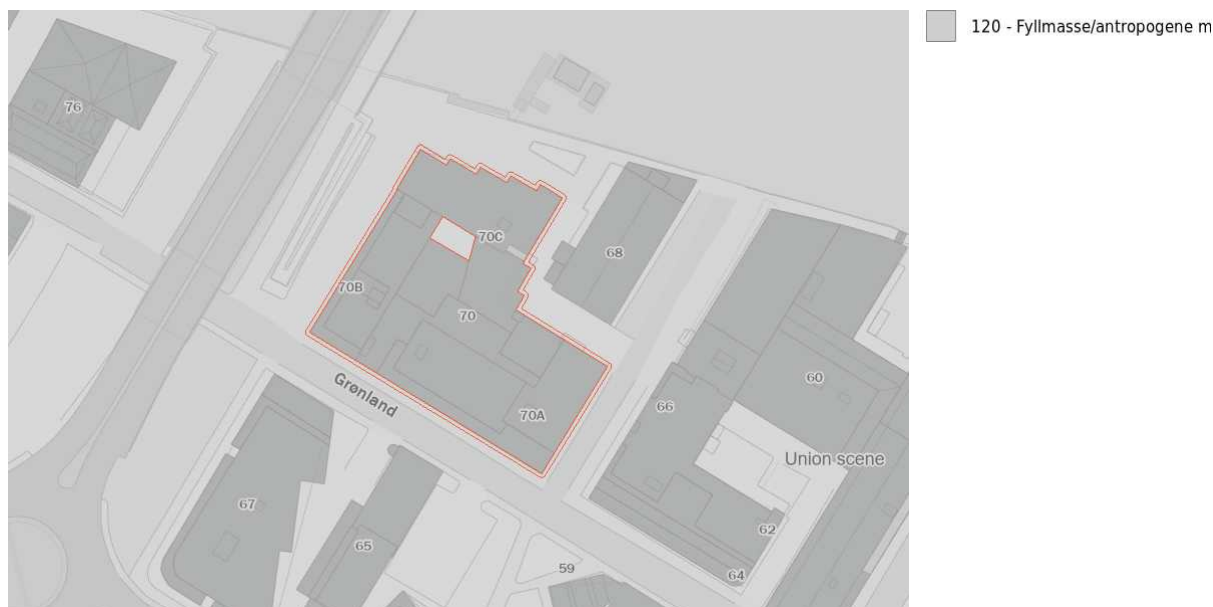 120 - Fyllmasse/antropogene m
76
70C
68
70B
70
60
Grønland
66
70A
Union scene
67
62
65
59
64